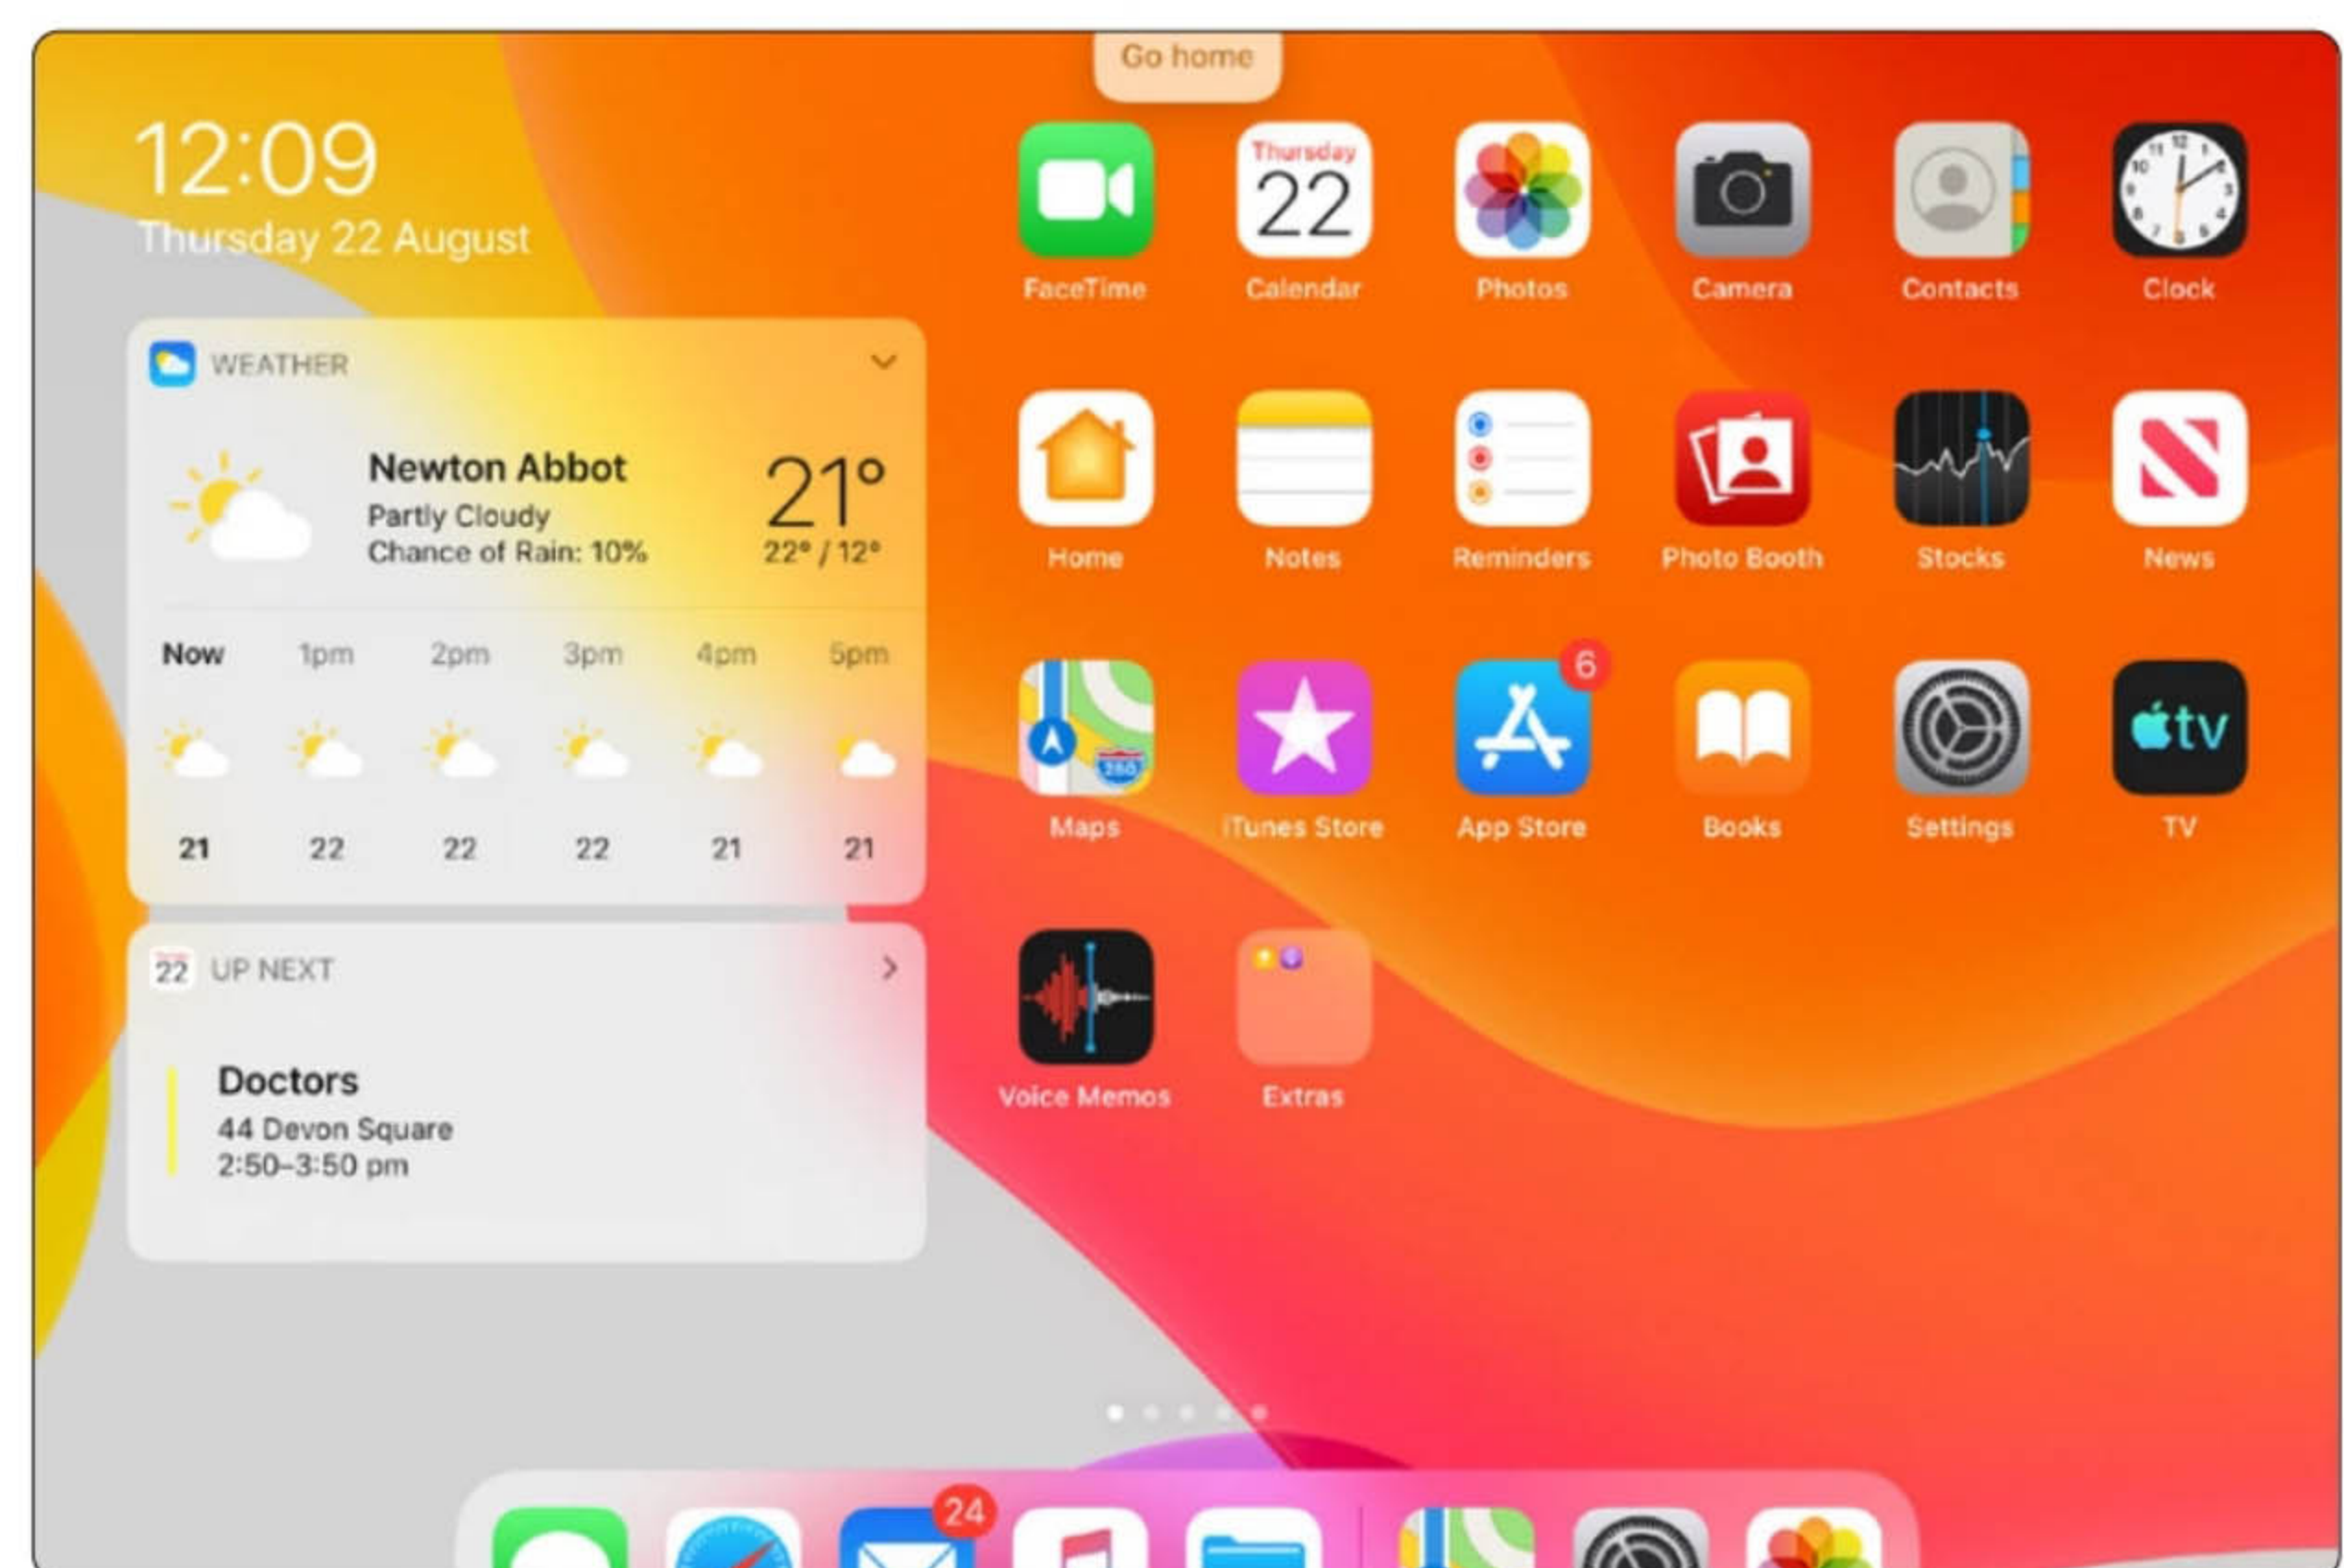 Go home
12:09
Thursday 22 August
WEATHER
Newton Abbot
Partly Cloudy
Chance of Rain: 10%
21°
22° / 12°
Now 1pm 2pm 3pm 4pm 5pm
21 22 22 22 21 21
22 UP NEXT
Doctors
44 Devon Square
2:50–3:50 pm
Thursday
22
FaceTime Calendar Photos Camera Contacts Clock
Home Notes Reminders Photo Booth Stocks News
280
6
tv
Maps iTunes Store App Store Books Settings TV
Voice Memos Extras
24